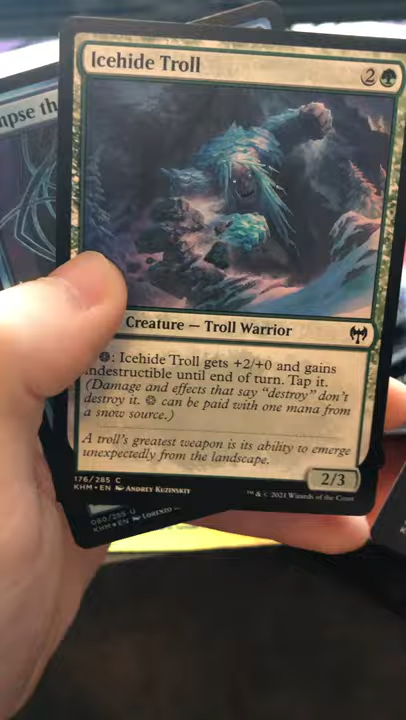 Icehide Troll
2
mpse th
Creature — Troll Warrior
: Icehide Troll gets +2/+0 and gains
indestructible until end of turn. Tap it.
(Damage and effects that say "destroy" don't
destroy it. can be paid with one mana from
a snow source.)
A troll's greatest weapon is its ability to emerge
unexpectedly from the landscape.
2/3
176/285 C
KHM • EN ANDREY KUZINSKIY
™ & © 2021 Wizards of the Coast
060/285 U
KHM • EN LORENZO